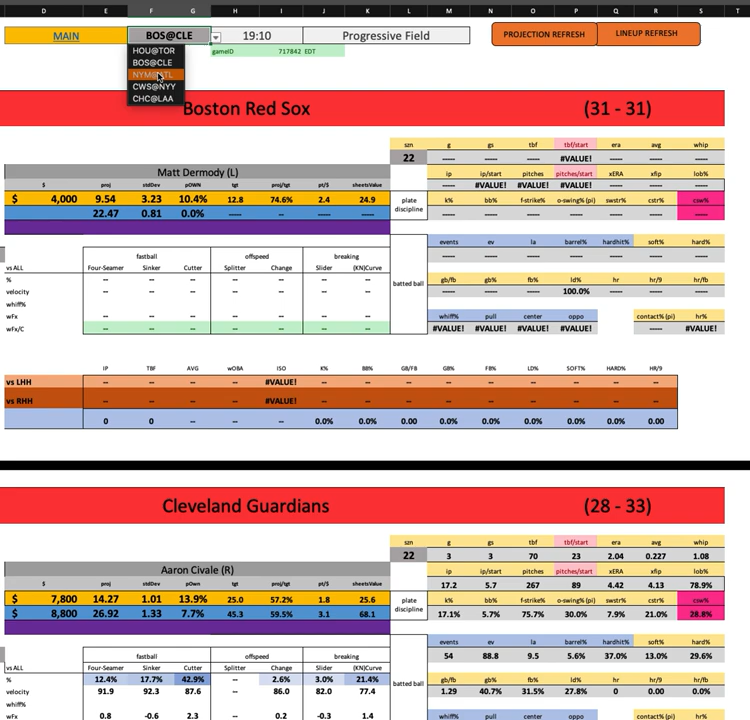 D E F G H I J K L M N O P Q R S T
MAIN BOS@CLE 19:10 Progressive Field PROJECTION REFRESH LINEUP REFRESH
HOU@TOR gameID 717842 EDT
BOS@CLE
NYM@ATL
CWS@NYY
CHC@LAA
Boston Red Sox (31 - 31)
szn g gs tbf tbf/start era avg whip
22 ----- ----- ----- #VALUE! ----- ----- -----
Matt Dermody (L) ip ip/start pitches pitches/start xERA xfip lob%
$ proj stdDev pOWN tgt proj/tgt pt/$ sheetsValue ----- #VALUE! #VALUE! #VALUE! ----- ----- -----
$ 4,000 9.54 3.23 10.4% 12.8 74.6% 2.4 24.9 plate discipline k% bb% f-strike% o-swing% (pi) swstr% cstr% csw%
22.47 0.81 0.0% ----- ----- -- ----- ----- ----- ----- ----- ----- ----- -----
fastball offspeed breaking events ev la barrel% hardhit% soft% hard%
vs ALL Four-Seamer Sinker Cutter Splitter Change Slider (KN)Curve ----- ----- ----- ----- ----- ----- -----
% -- -- -- -- -- -- -- batted ball gb/fb gb% fb% ld% hr hr/9 hr/fb
velocity -- -- -- -- -- -- -- ----- ----- ----- 100.0% ----- ----- -----
whiff%
wFx -- -- -- -- -- -- -- whiff% pull center oppo contact% (pi) hr%
wFx/C -- -- -- -- -- -- -- #VALUE! #VALUE! #VALUE! #VALUE! ----- #VALUE!
IP TBF AVG wOBA ISO K% BB% GB/FB GB% FB% LD% SOFT% HARD% HR/9
vs LHH -- -- -- -- #VALUE! -- -- -- -- -- -- -- -- --
vs RHH -- -- -- -- #VALUE! -- -- -- -- -- -- -- -- --
0 0 -- -- -- 0.0% 0.0% 0.00 0.0% 0.0% 0.0% 0.0% 0.0% 0.00
Cleveland Guardians (28 - 33)
szn g gs tbf tbf/start era avg whip
22 3 3 70 23 2.04 0.227 1.08
Aaron Civale (R) ip ip/start pitches pitches/start xERA xfip lob%
$ proj stdDev pOwn tgt proj/tgt pt/$ sheetsValue 17.2 5.7 267 89 4.42 4.13 78.9%
$ 7,800 14.27 1.01 13.9% 25.0 57.2% 1.8 25.6 plate discipline k% bb% f-strike% o-swing% (pi) swstr% cstr% csw%
$ 8,800 26.92 1.33 7.7% 45.3 59.5% 3.1 68.1 17.1% 5.7% 75.7% 30.0% 7.9% 21.0% 28.8%
fastball offspeed breaking events ev la barrel% hardhit% soft% hard%
vs ALL Four-Seamer Sinker Cutter Splitter Change Slider (KN)Curve 54 88.8 9.5 5.6% 37.0% 13.0% 29.6%
% 12.4% 17.7% 42.9% -- 2.6% 3.0% 21.4% batted ball gb/fb gb% fb% ld% hr hr/9 hr/fb
velocity 91.9 92.3 87.6 -- 86.0 82.0 77.4 1.29 40.7% 31.5% 27.8% 0 0.00 0.0%
whiff%
wFx 0.8 -0.6 2.3 -- 0.2 -0.3 1.4 whiff% pull center oppo contact% (pi) hr%